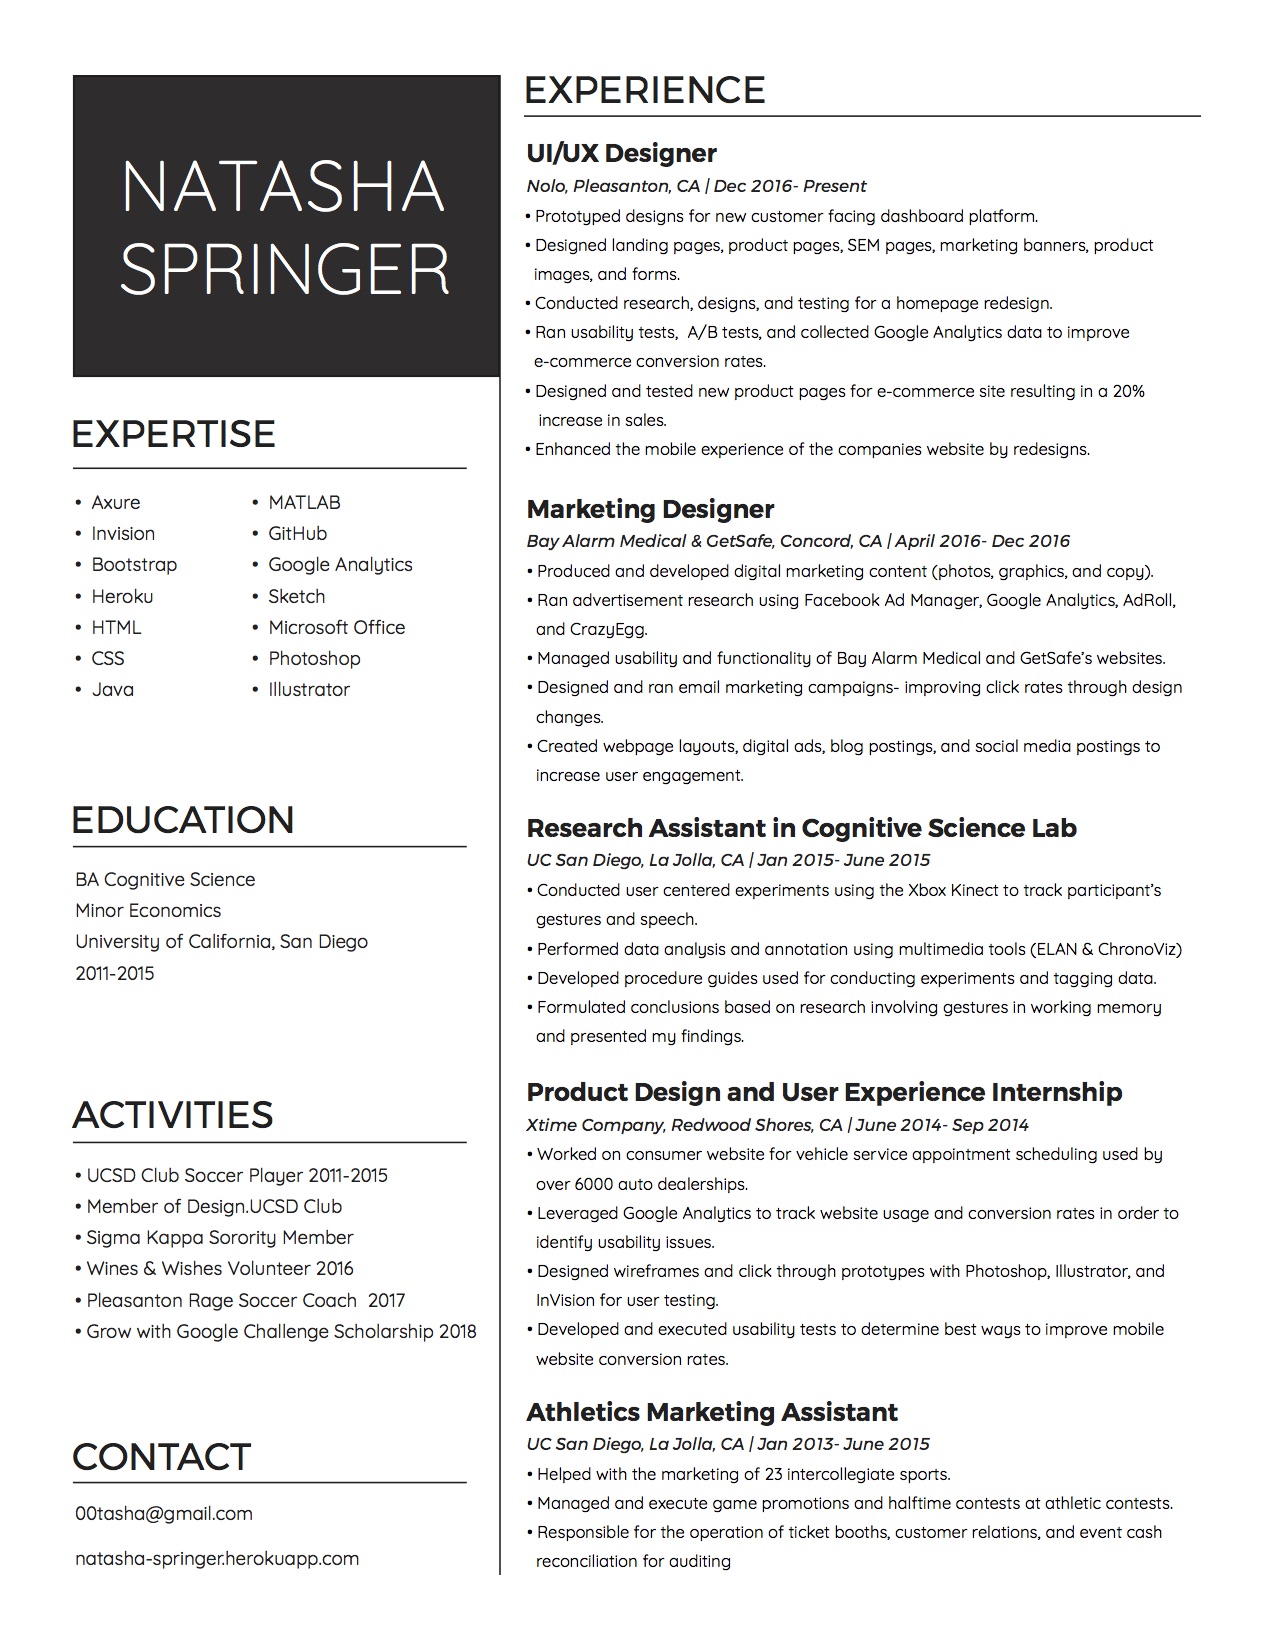 NATASHA
SPRINGER
EXPERTISE
• Axure
• Invision
• Bootstrap
• Heroku
• HTML
• CSS
• Java
• MATLAB
• GitHub
• Google Analytics
• Sketch
• Microsoft Office
• Photoshop
• Illustrator
EDUCATION
BA Cognitive Science
Minor Economics
University of California, San Diego
2011-2015
ACTIVITIES
• UCSD Club Soccer Player 2011-2015
• Member of Design.UCSD Club
• Sigma Kappa Sorority Member
• Wines & Wishes Volunteer 2016
• Pleasanton Rage Soccer Coach  2017
• Grow with Google Challenge Scholarship 2018
CONTACT
00tasha@gmail.com
natasha-springer.herokuapp.com
EXPERIENCE
UI/UX Designer
Nolo, Pleasanton, CA | Dec 2016- Present
• Prototyped designs for new customer facing dashboard platform.
• Designed landing pages, product pages, SEM pages, marketing banners, product
images, and forms.
• Conducted research, designs, and testing for a homepage redesign.
• Ran usability tests,  A/B tests, and collected Google Analytics data to improve
e-commerce conversion rates.
• Designed and tested new product pages for e-commerce site resulting in a 20%
increase in sales.
• Enhanced the mobile experience of the companies website by redesigns.
Marketing Designer
Bay Alarm Medical & GetSafe, Concord, CA | April 2016- Dec 2016
• Produced and developed digital marketing content (photos, graphics, and copy).
• Ran advertisement research using Facebook Ad Manager, Google Analytics, AdRoll,
and CrazyEgg.
• Managed usability and functionality of Bay Alarm Medical and GetSafe’s websites.
• Designed and ran email marketing campaigns- improving click rates through design
changes.
• Created webpage layouts, digital ads, blog postings, and social media postings to
increase user engagement.
Research Assistant in Cognitive Science Lab
UC San Diego, La Jolla, CA | Jan 2015- June 2015
• Conducted user centered experiments using the Xbox Kinect to track participant’s
gestures and speech.
• Performed data analysis and annotation using multimedia tools (ELAN & ChronoViz)
• Developed procedure guides used for conducting experiments and tagging data.
• Formulated conclusions based on research involving gestures in working memory
and presented my findings.
Product Design and User Experience Internship
Xtime Company, Redwood Shores, CA | June 2014- Sep 2014
• Worked on consumer website for vehicle service appointment scheduling used by
over 6000 auto dealerships.
• Leveraged Google Analytics to track website usage and conversion rates in order to
identify usability issues.
• Designed wireframes and click through prototypes with Photoshop, Illustrator, and
InVision for user testing.
• Developed and executed usability tests to determine best ways to improve mobile
website conversion rates.
Athletics Marketing Assistant
UC San Diego, La Jolla, CA | Jan 2013- June 2015
• Helped with the marketing of 23 intercollegiate sports.
• Managed and execute game promotions and halftime contests at athletic contests.
• Responsible for the operation of ticket booths, customer relations, and event cash
reconciliation for auditing